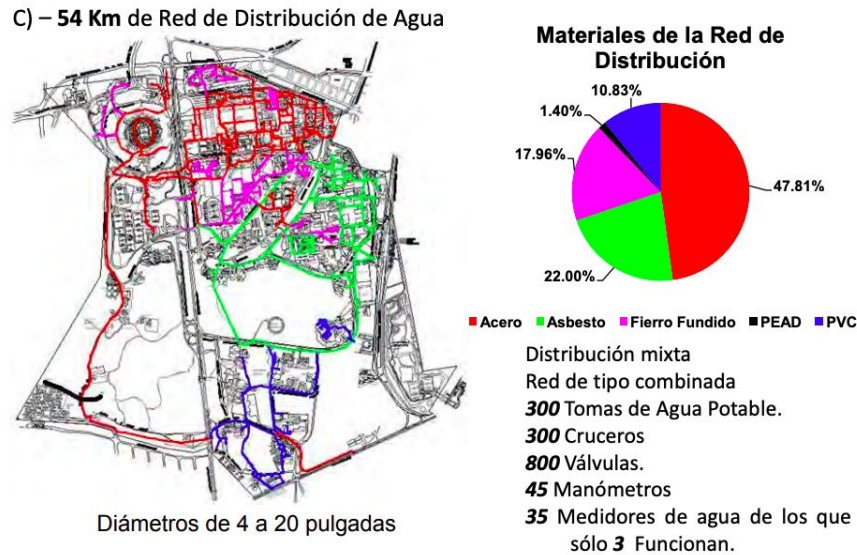 C) – 54 Km de Red de Distribución de Agua
Materiales de la Red de
Distribución
10.83%
1.40%
17.96%
47.81%
22.00%
Acero Asbesto Fierro Fundido PEAD PVC
Distribución mixta
Red de tipo combinada
300 Tomas de Agua Potable.
300 Cruceros
800 Válvulas.
45 Manómetros
35 Medidores de agua de los que
sólo 3 Funcionan.
Diámetros de 4 a 20 pulgadas